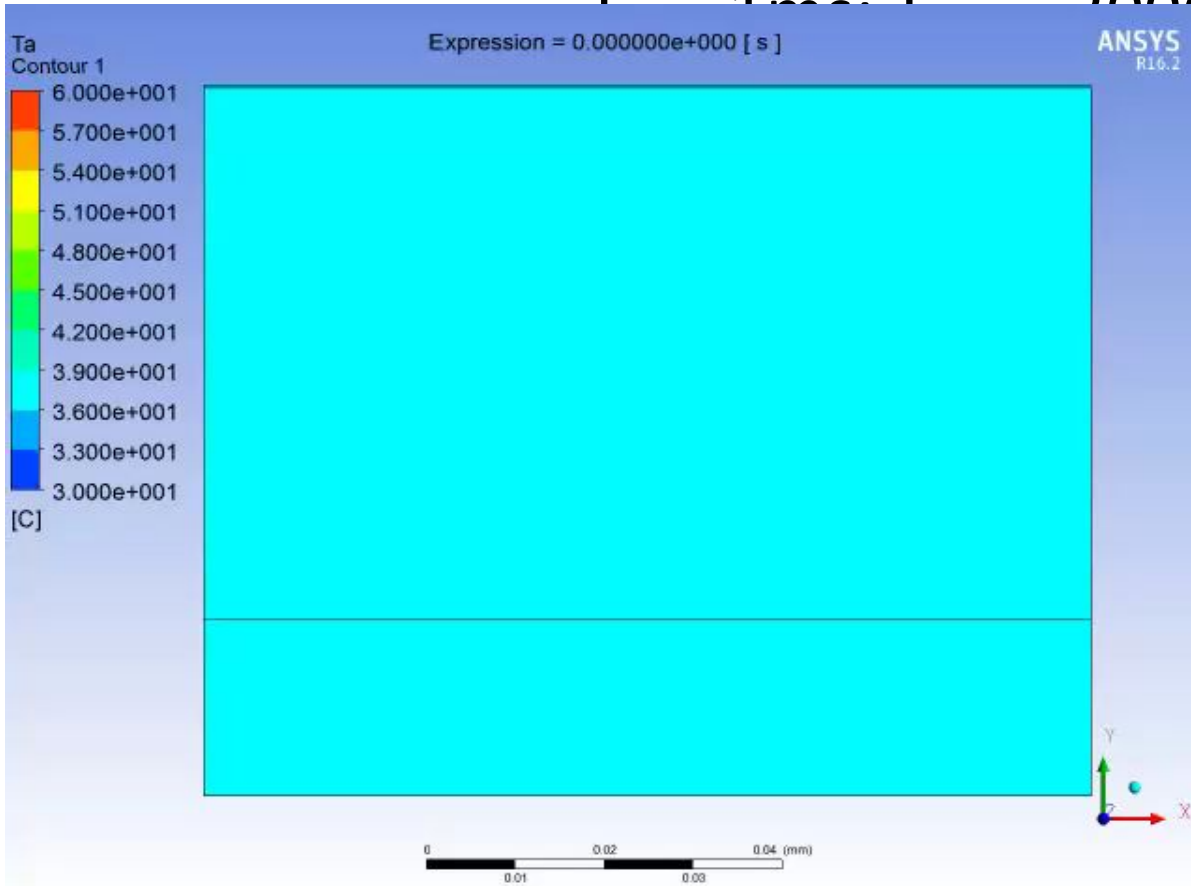 Ta
Contour 1
Expression = 0.000000e+000 [ s ]
ANSYS
R16.2
6.000e+001
5.700e+001
5.400e+001
5.100e+001
4.800e+001
4.500e+001
4.200e+001
3.900e+001
3.600e+001
3.300e+001
3.000e+001
[C]
Y
Z
X
0 0.02 0.04 (mm)
0.01 0.03